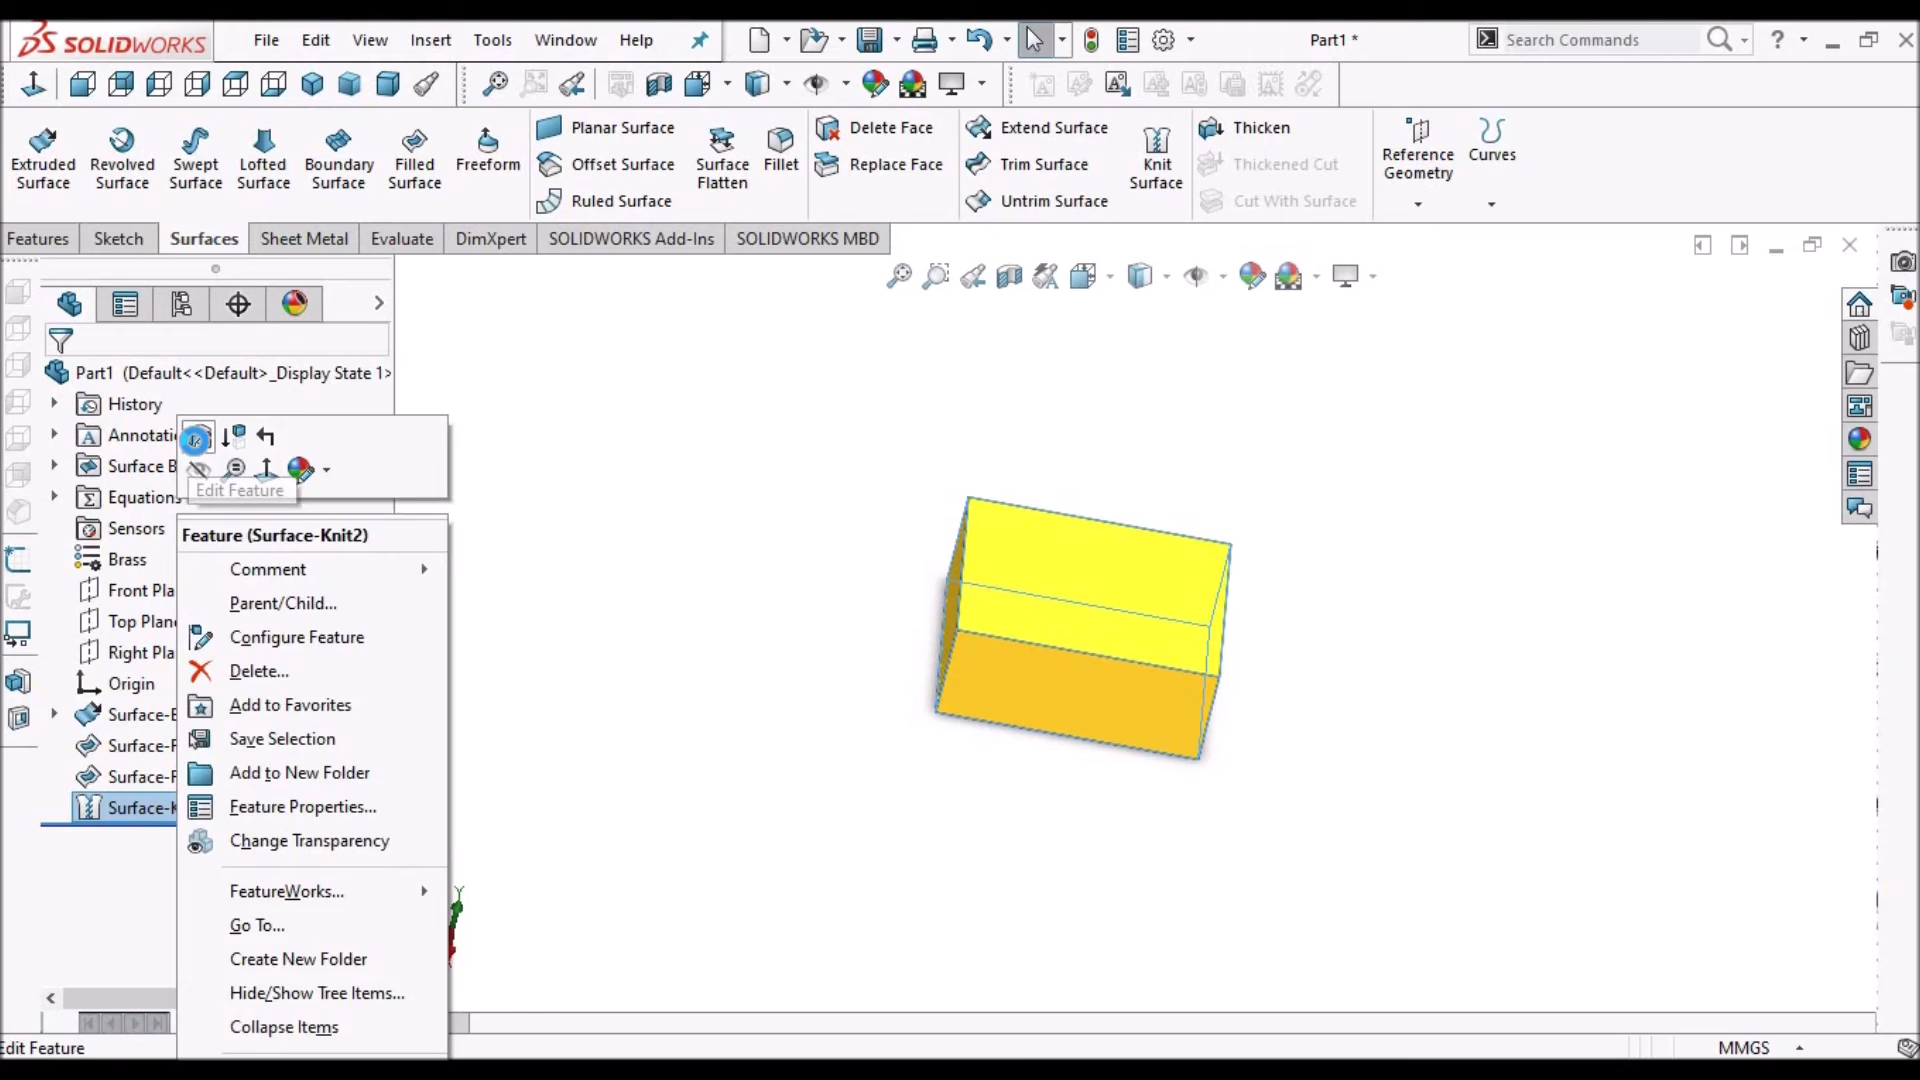 SOLIDWORKS File Edit View Insert Tools Window Help Part1 * Search Commands ?
Extruded Surface
Revolved Surface
Swept Surface
Lofted Surface
Boundary Surface
Filled Surface
Freeform
Planar Surface
Offset Surface
Ruled Surface
Surface Flatten
Fillet
Delete Face
Replace Face
Extend Surface
Trim Surface
Untrim Surface
Knit Surface
Thicken
Thickened Cut
Cut With Surface
Reference Geometry
Curves
Features Sketch Surfaces Sheet Metal Evaluate DimXpert SOLIDWORKS Add-Ins SOLIDWORKS MBD
Part1 (Default<<Default>_Display State 1>
History
Annotati
Surface B
Equations
Sensors
Brass
Front Pla
Top Plane
Right Pla
Origin
Surface-E
Surface-F
Surface-F
Surface-K
Edit Feature
Feature (Surface-Knit2)
Comment
Parent/Child...
Configure Feature
Delete...
Add to Favorites
Save Selection
Add to New Folder
Feature Properties...
Change Transparency
FeatureWorks...
Go To...
Create New Folder
Hide/Show Tree Items...
Collapse Items
Y
Edit Feature
MMGS